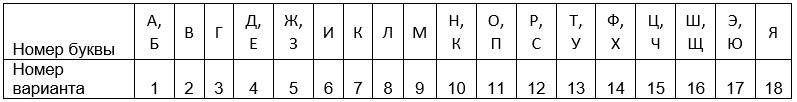 Номер буквы А, Б В Г Д, Е Ж, З И К Л М Н, К О, П Р, С Т, У Ф, Х Ц, Ч Ш, Щ Э, Ю Я
Номер варианта 1 2 3 4 5 6 7 8 9 10 11 12 13 14 15 16 17 18